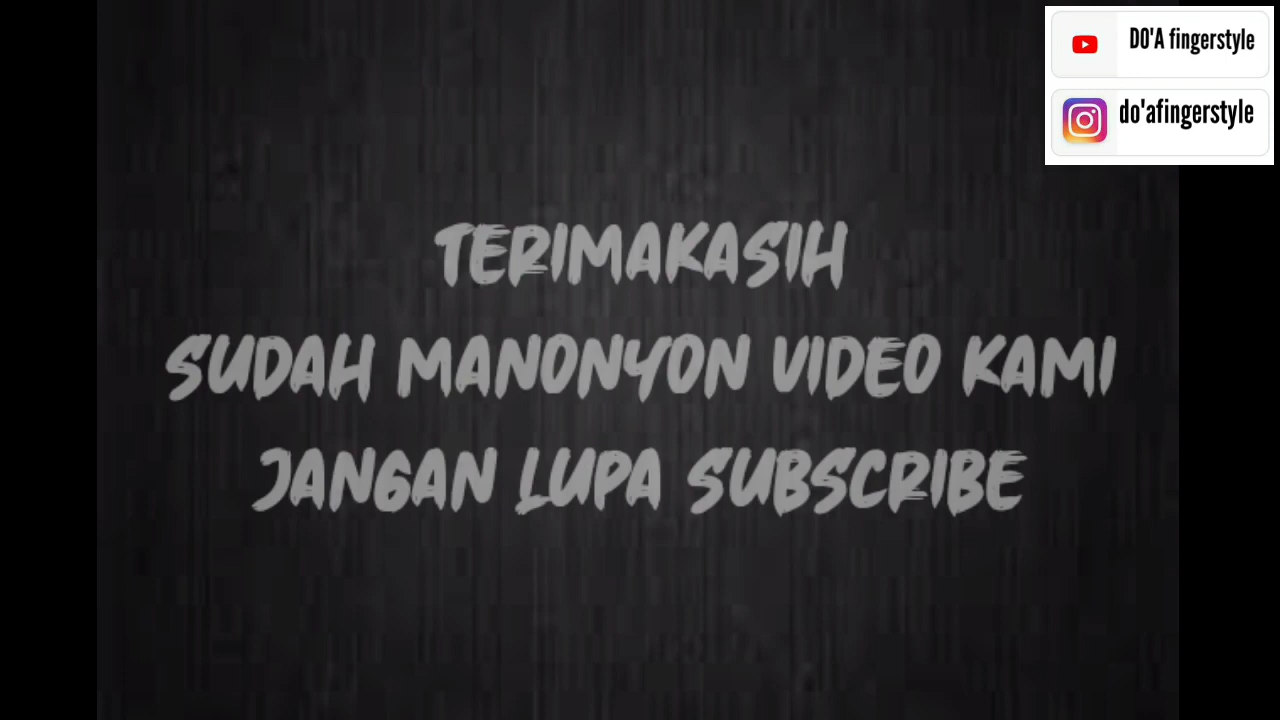 DO'A fingerstyle
do'afingerstyle
TERIMAKASIH
SUDAH MANONYON VIDEO KAMI
JANGAN LUPA SUBSCRIBE